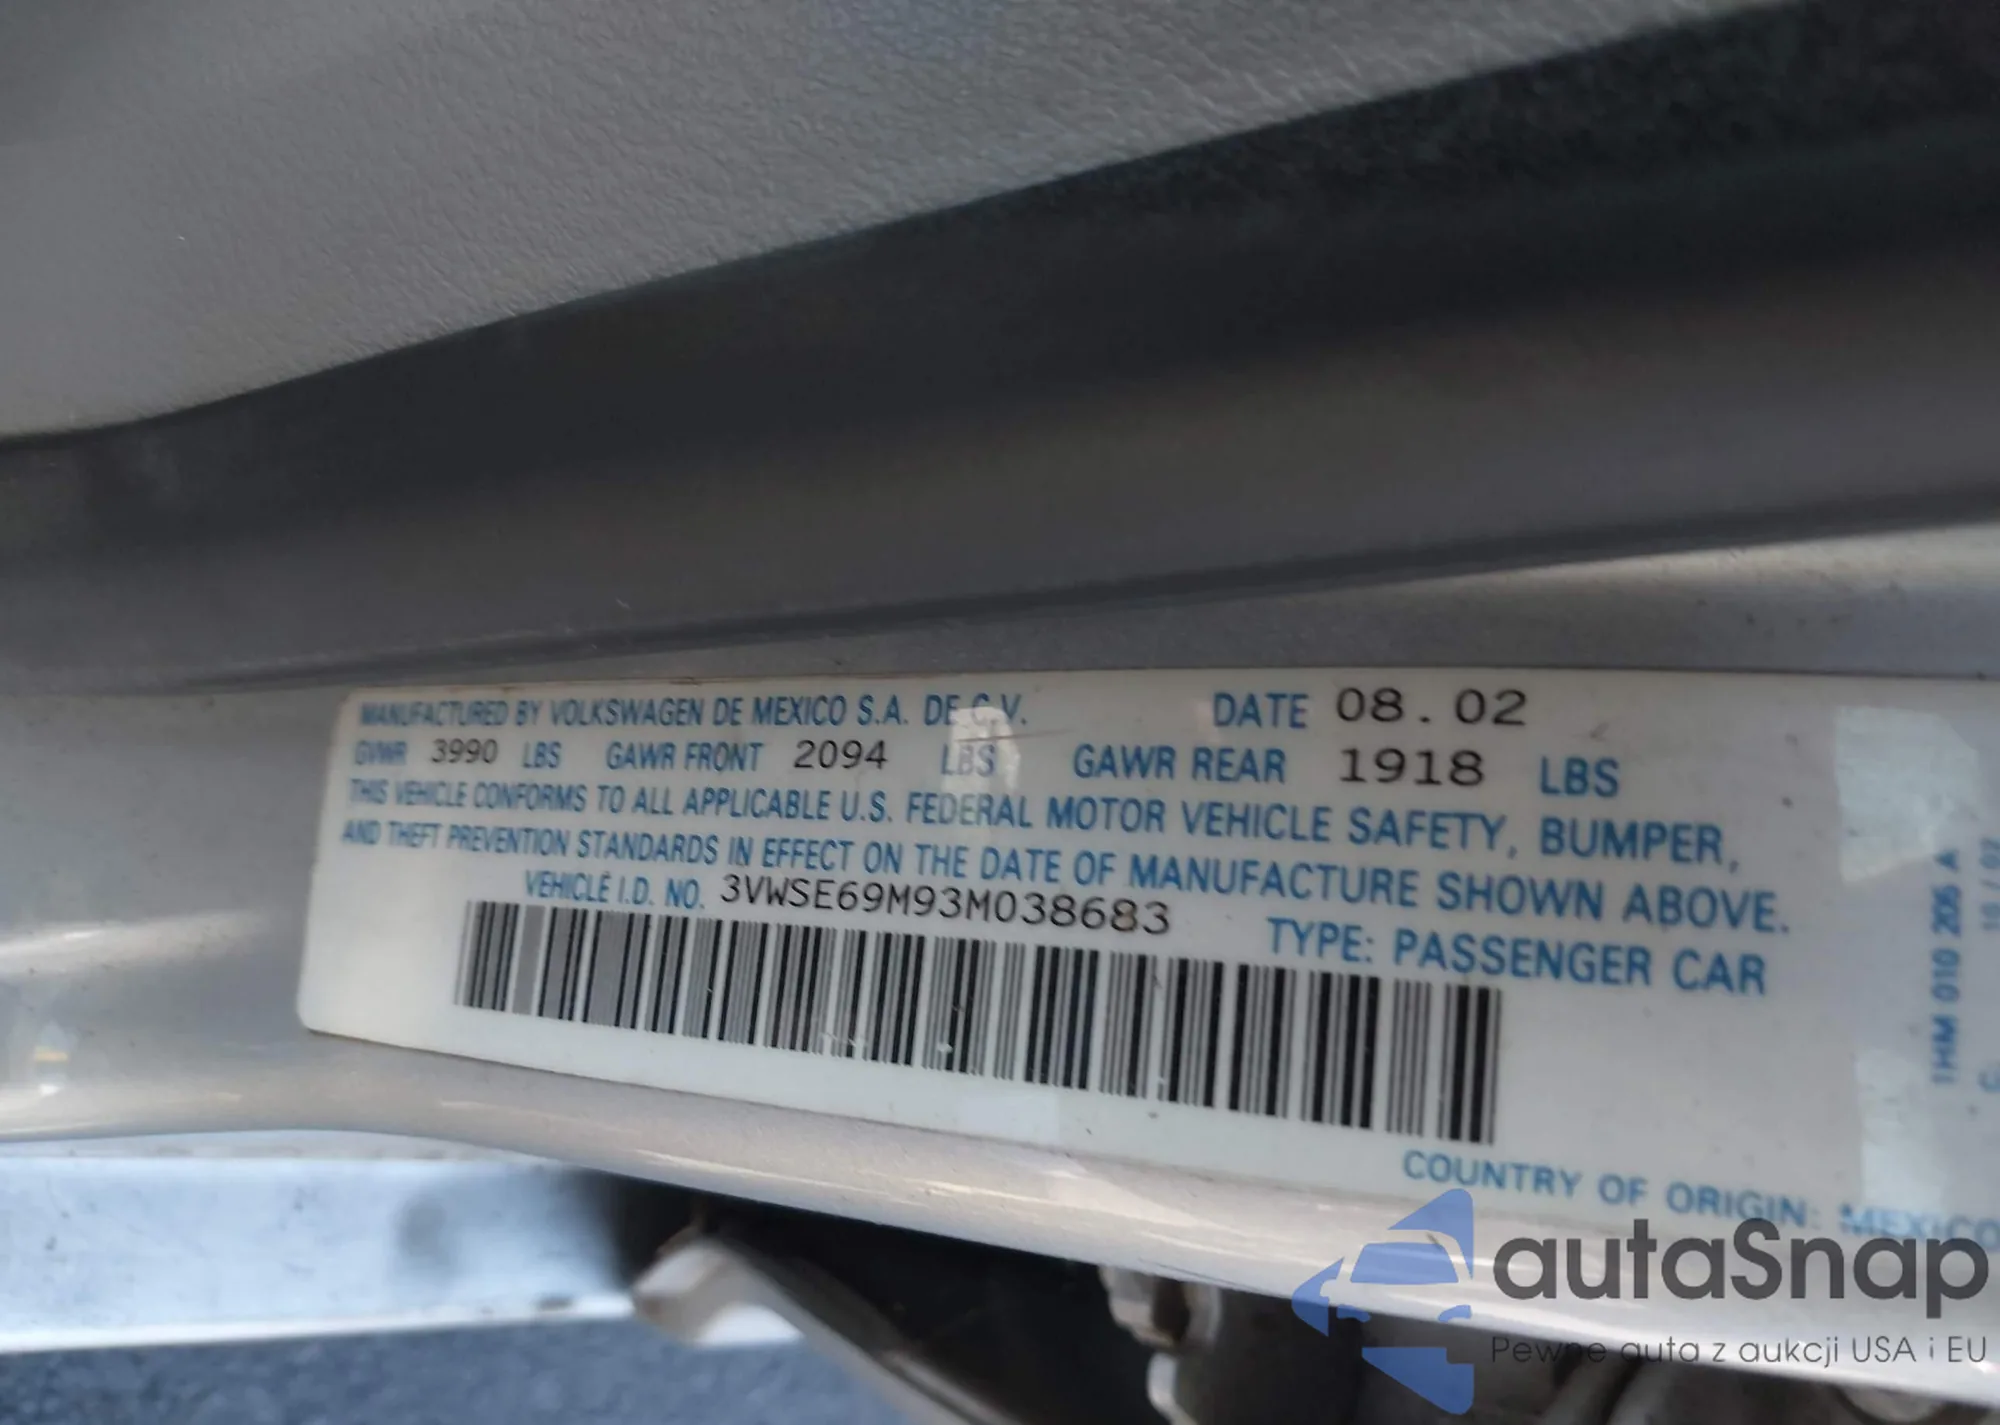 MANUFACTURED BY VOLKSWAGEN DE MEXICO S.A. DE C.V. DATE 08.02
GVWR 3990 LBS GAWR FRONT 2094 LBS GAWR REAR 1918 LBS
THIS VEHICLE CONFORMS TO ALL APPLICABLE U.S. FEDERAL MOTOR VEHICLE SAFETY, BUMPER,
AND THEFT PREVENTION STANDARDS IN EFFECT ON THE DATE OF MANUFACTURE SHOWN ABOVE.
VEHICLE I.D. NO. 3VWSE69M93M038683 TYPE: PASSENGER CAR
COUNTRY OF ORIGIN: MEXICO
1HM 010 205 A
autaSnap
Pewne auta z aukcji USA i EU